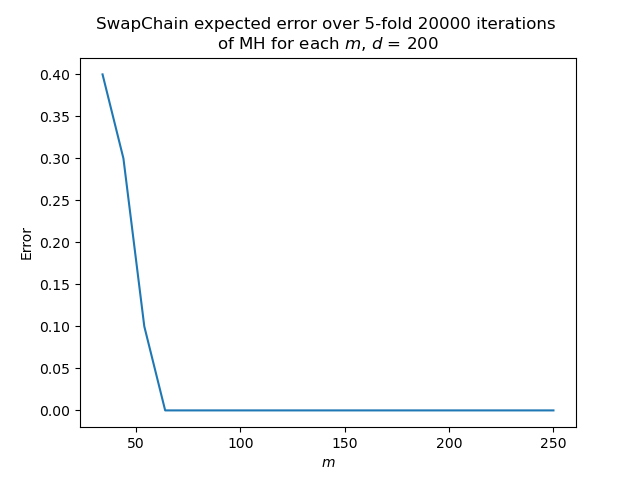 SwapChain expected error over 5-fold 20000 iterations
of MH for each m, d = 200
0.40
0.35
0.30
0.25
0.20
0.15
0.10
0.05
0.00
Error
50 100 150 200 250
m